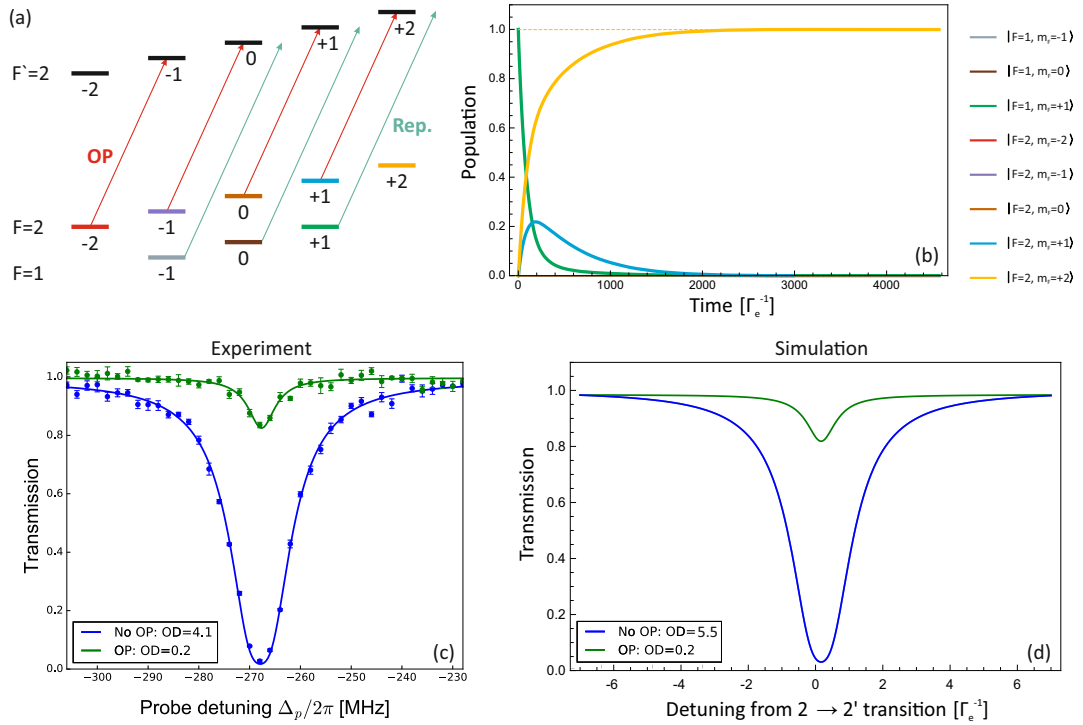 (a)
F`=2
-2
-1
0
+1
+2
OP
Rep.
F=2
-2
-1
0
+1
+2
F=1
-1
0
+1
1.0
0.8
0.6
0.4
0.2
0.0
Population
0
1000
2000
3000
4000
Time [Γₑ⁻¹]
(b)
|F=1, mF=-1⟩
|F=1, mF=0⟩
|F=1, mF=+1⟩
|F=2, mF=-2⟩
|F=2, mF=-1⟩
|F=2, mF=0⟩
|F=2, mF=+1⟩
|F=2, mF=+2⟩
Experiment
1.0
0.8
0.6
0.4
0.2
0.0
Transmission
No OP: OD=4.1
OP: OD=0.2
(c)
−300
−290
−280
−270
−260
−250
−240
−230
Probe detuning Δp/2π [MHz]
Simulation
1.0
0.8
0.6
0.4
0.2
0.0
Transmission
No OP: OD=5.5
OP: OD=0.2
(d)
-6
-4
-2
0
2
4
6
Detuning from 2 → 2' transition [Γₑ⁻¹]